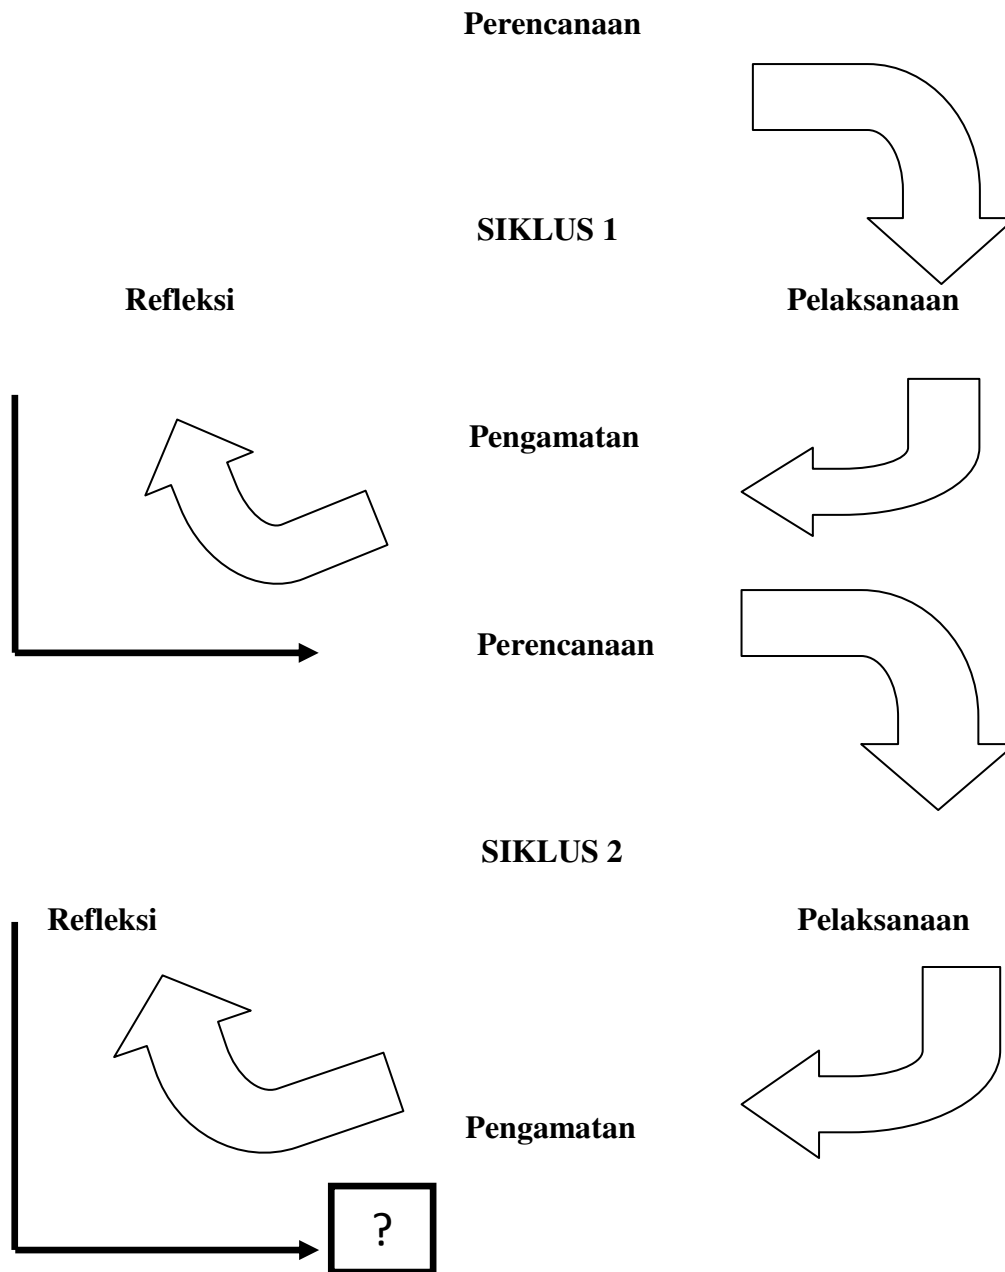 Perencanaan
SIKLUS 1
Refleksi
Pelaksanaan
Pengamatan
Perencanaan
SIKLUS 2
Refleksi
Pelaksanaan
Pengamatan
?